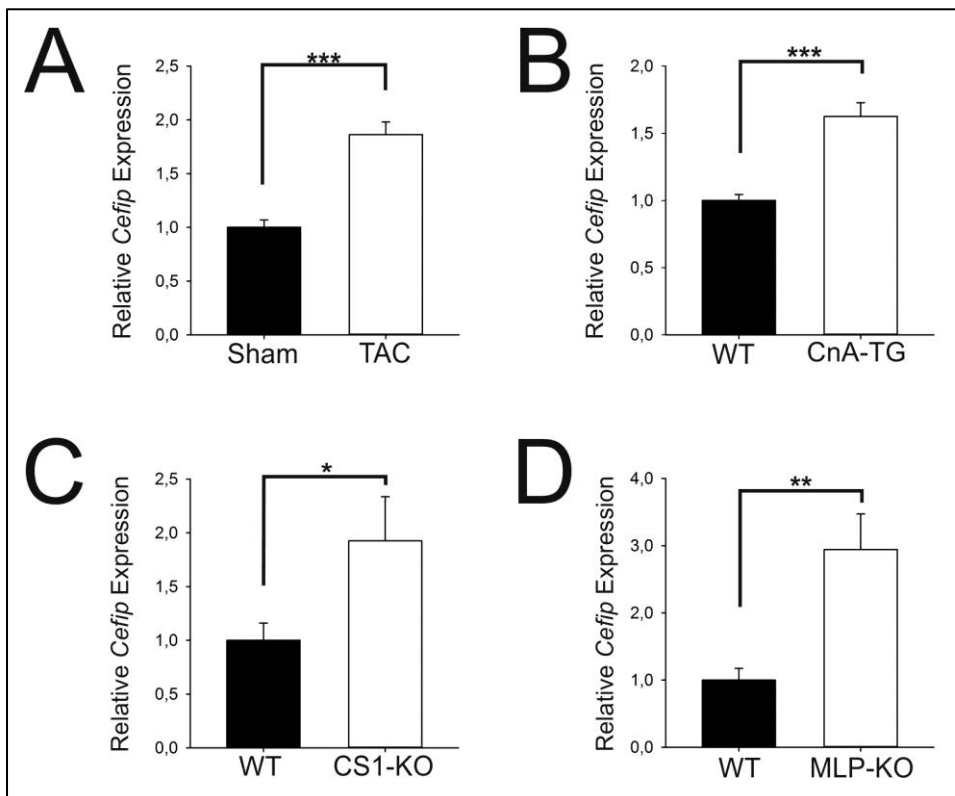 A
Relative Cefip Expression
2,5
2,0
1,5
1,0
0,5
0,0
***
Sham TAC
B
Relative Cefip Expression
2,0
1,5
1,0
0,5
0,0
***
WT CnA-TG
C
Relative Cefip Expression
2,5
2,0
1,5
1,0
0,5
0,0
*
WT CS1-KO
D
Relative Cefip Expression
4,0
3,0
2,0
1,0
0,0
**
WT MLP-KO